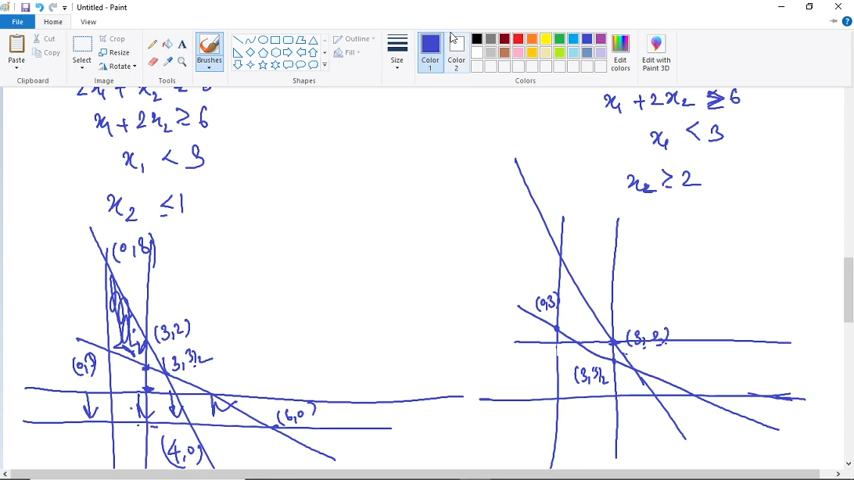 Untitled - Paint
File Home View
Paste
Cut
Copy
Clipboard
Select
Crop
Resize
Rotate
Image
Brushes
Tools
Outline
Fill
Shapes
Size
Color 1
Color 2
Edit colors
Edit with Paint 3D
Colors
x₁ + 2x₂ ≥ 6
x₁ < 3
x₂ ≤ 1
(0,8)
(3,2)
(3,3/2
(6,0)
(4,0)
x₁ + 2x₂ ≥ 6
x₁ < 3
x₂ ≥ 2
(0,3)
(3,3/2